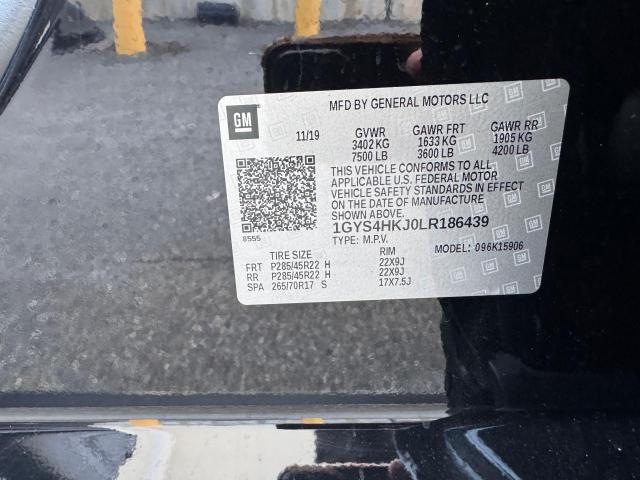 MFD BY GENERAL MOTORS LLC
GM
11/19 GVWR GAWR FRT GAWR RR
3402 KG 1633 KG 1905 KG
7500 LB 3600 LB 4200 LB
THIS VEHICLE CONFORMS TO ALL
APPLICABLE U.S. FEDERAL MOTOR
VEHICLE SAFETY STANDARDS IN EFFECT
ON THE DATE OF MANUFACTURE
SHOWN ABOVE.
8555
1GYS4HKJ0LR186439
TYPE: M.P.V. MODEL: 096K15906
TIRE SIZE RIM
FRT P285/45R22 H 22X9J
RR P285/45R22 H 22X9J
SPA 265/70R17 S 17X7.5J